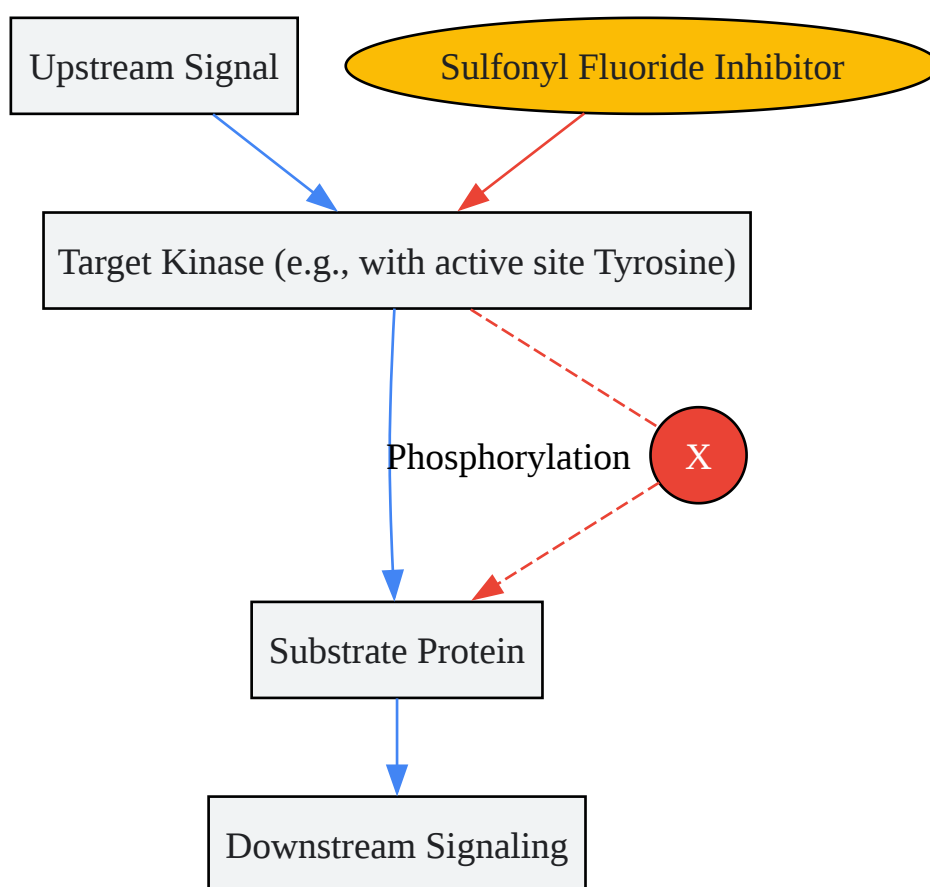 Upstream Signal
Sulfonyl Fluoride Inhibitor
Target Kinase (e.g., with active site Tyrosine)
Phosphorylation
X
Substrate Protein
Downstream Signaling